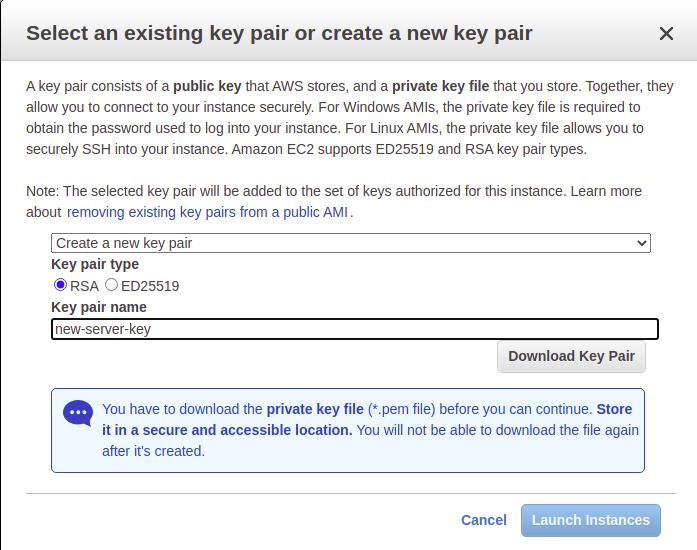 Select an existing key pair or create a new key pair
A key pair consists of a public key that AWS stores, and a private key file that you store. Together, they
allow you to connect to your instance securely. For Windows AMIs, the private key file is required to
obtain the password used to log into your instance. For Linux AMIs, the private key file allows you to
securely SSH into your instance. Amazon EC2 supports ED25519 and RSA key pair types.
Note: The selected key pair will be added to the set of keys authorized for this instance. Learn more
about removing existing key pairs from a public AMI.
Create a new key pair
Key pair type
RSA ED25519
Key pair name
new-server-key
Download Key Pair
You have to download the private key file (*.pem file) before you can continue. Store
it in a secure and accessible location. You will not be able to download the file again
after it's created.
Cancel Launch Instances